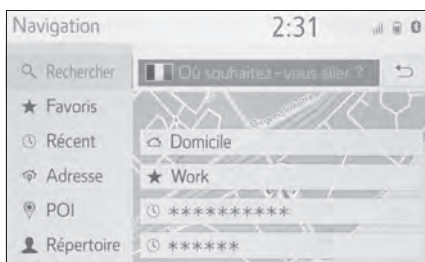 Navigation 2:31
Rechercher Où souhaitez-vous aller ?
Favoris
Récent Domicile
Adresse Work
POI **********
Répertoire ******